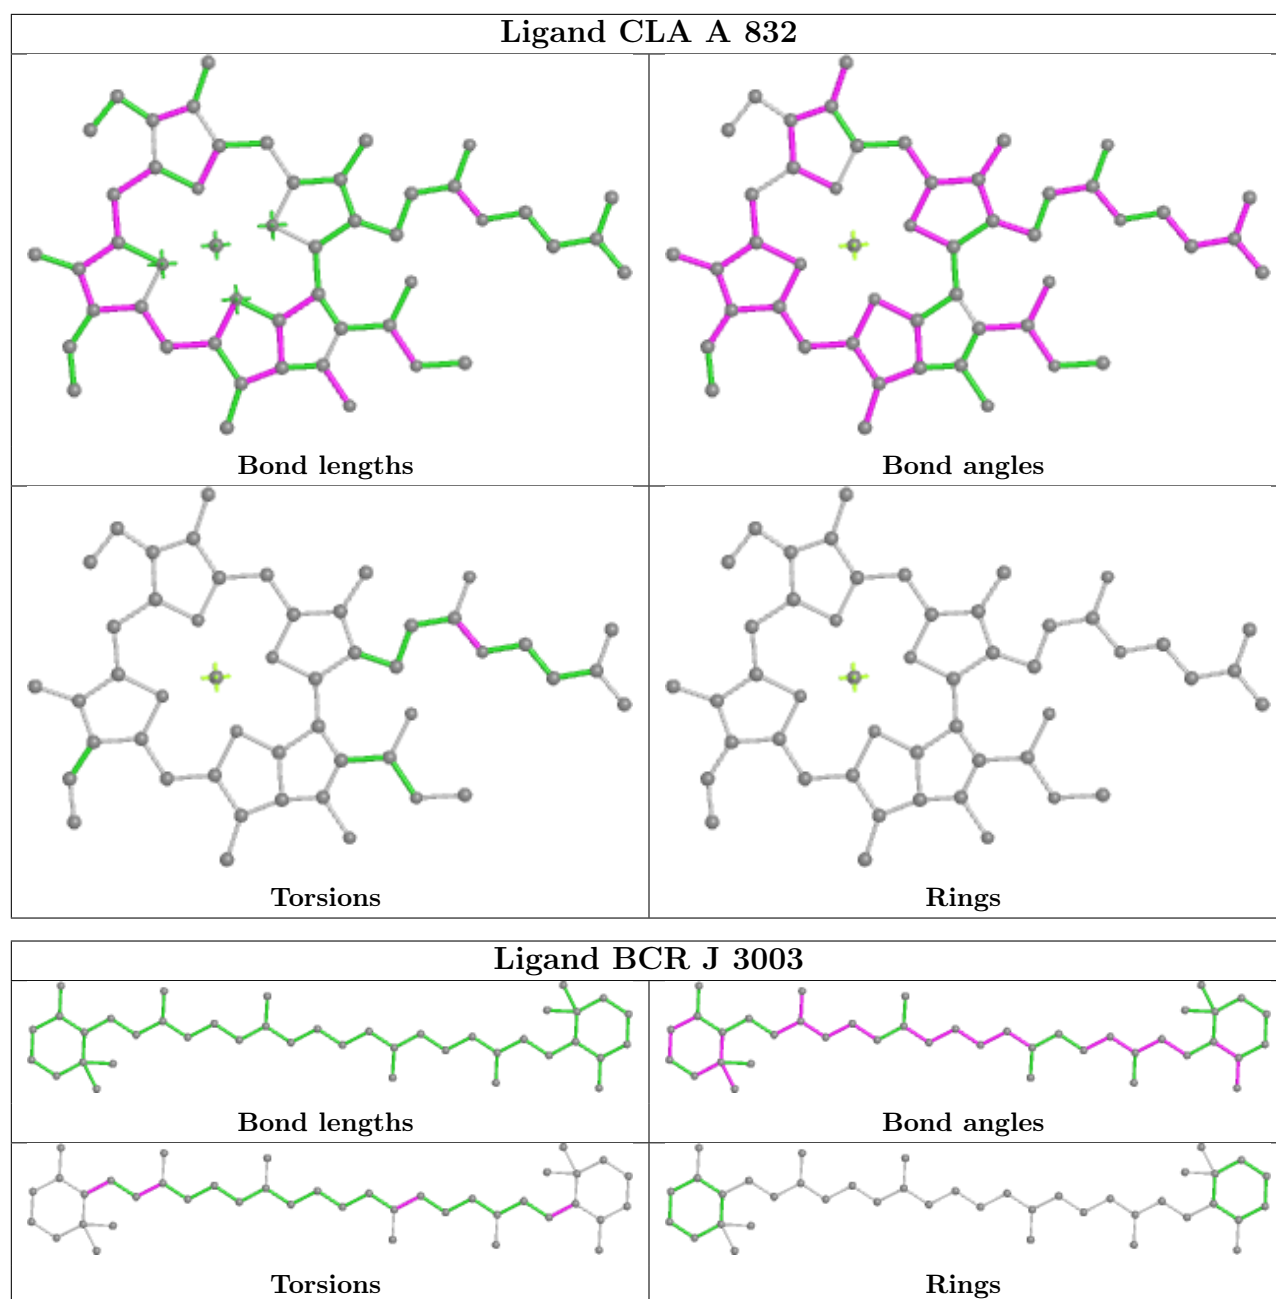 Ligand CLA A 832
Bond lengths
Bond angles
Torsions
Rings
Ligand BCR J 3003
Bond lengths
Bond angles
Torsions
Rings